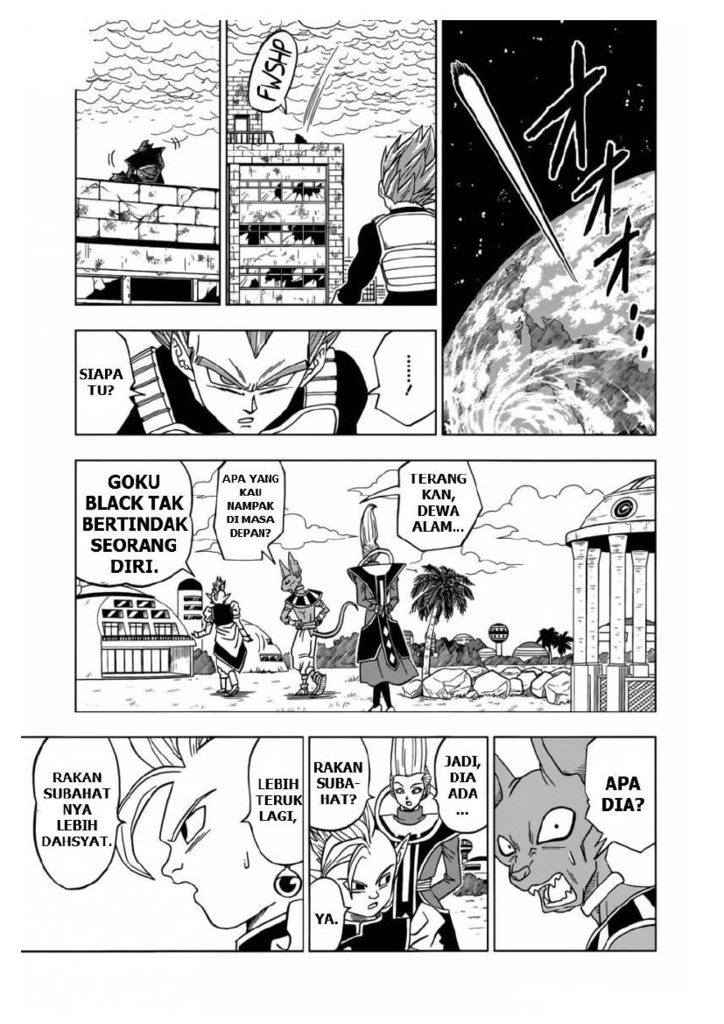 オオオ...
FWSHP
.......
SIAPA
TU?
TERANG
KAN,
DEWA
ALAM...
APA YANG
KAU
NAMPAK
DI MASA
DEPAN?
GOKU
BLACK TAK
BERTINDAK
SEORANG
DIRI.
APA
DIA?
JADI,
DIA
ADA
...
RAKAN
SUBA-
HAT?
YA.
LEBIH
TERUK
LAGI,
RAKAN
SUBAHAT
NYA
LEBIH
DAHSYAT.